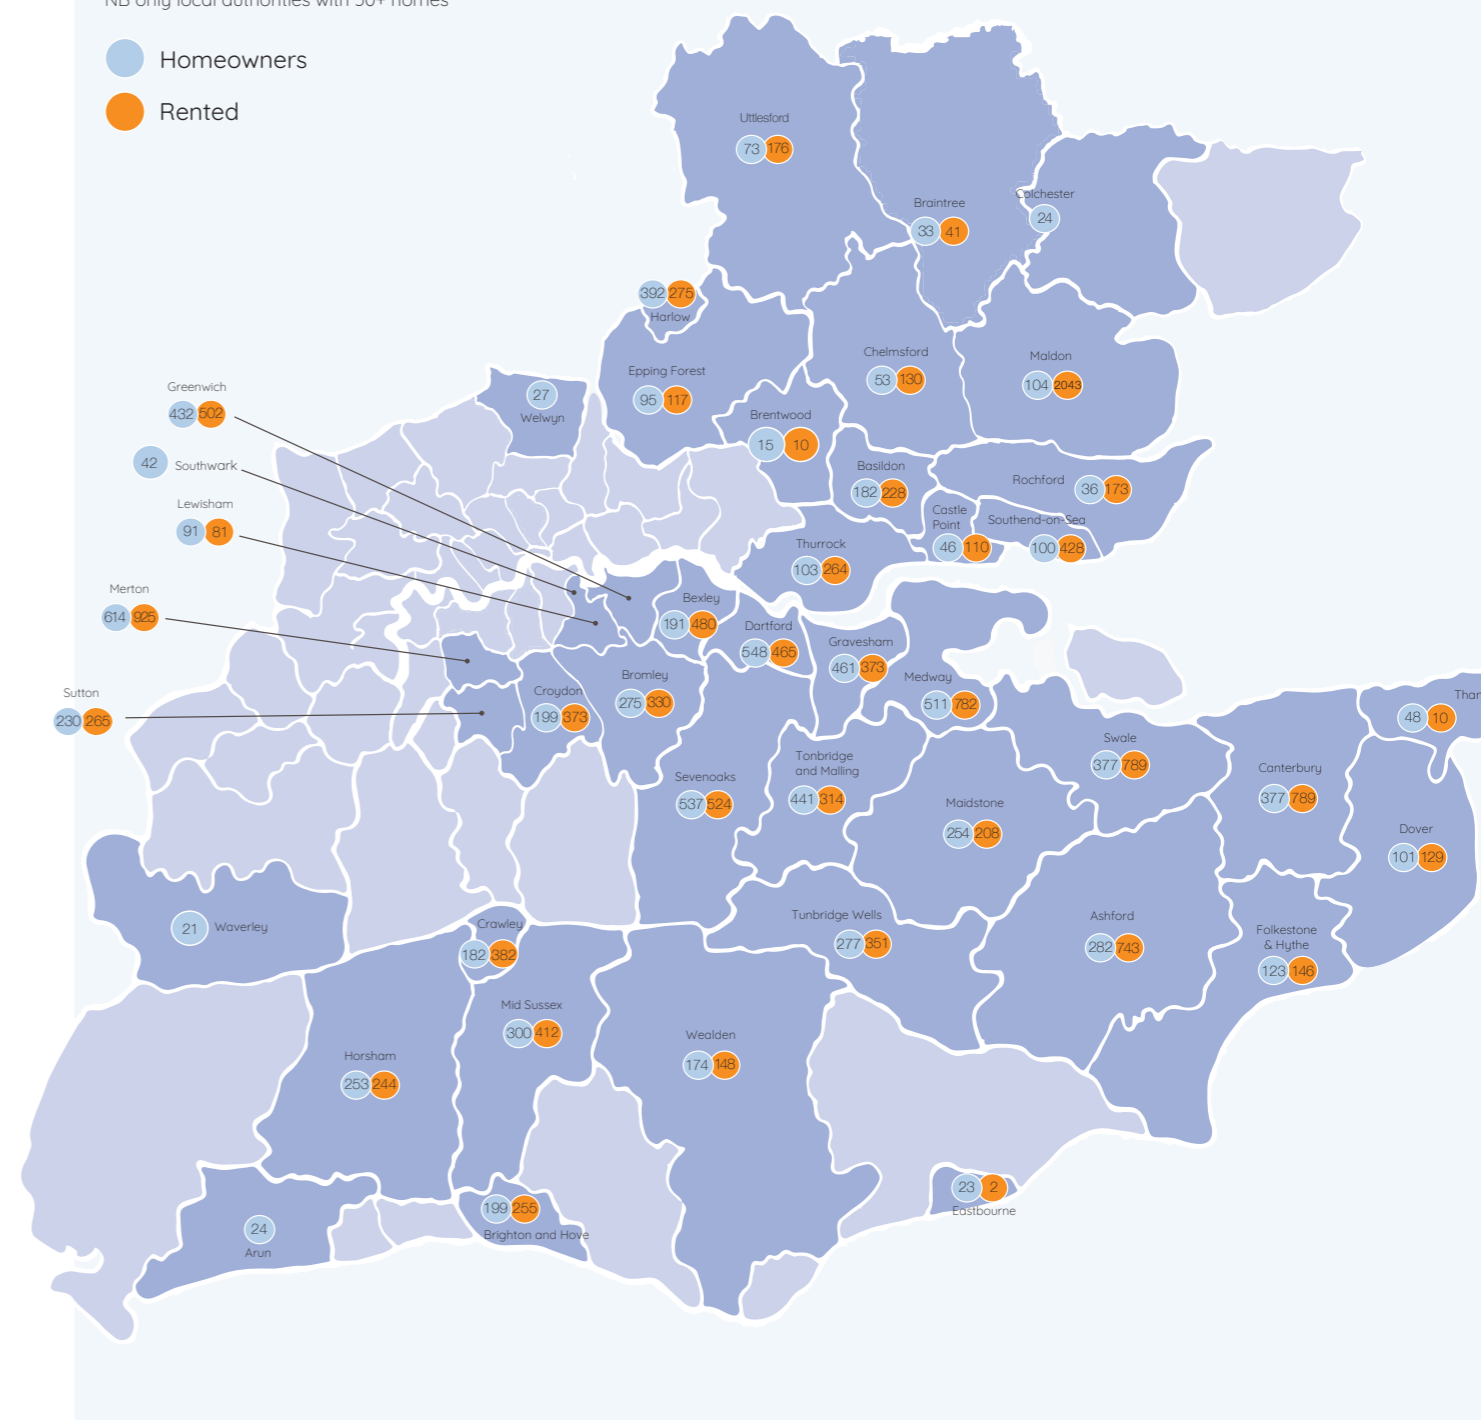 NB only local authorities with 50+ homes
Homeowners
Rented
Uttlesford
73 176
Braintree
33 41
Colchester
24
392 275
Harlow
Epping Forest
95 117
Chelmsford
53 130
Maldon
104 2043
27
Welwyn
Greenwich
432 502
Brentwood
15 10
42 Southwark
Basildon
182 228
Rochford 36 173
Lewisham
91 81
Castle
Point
46 110
Southend-on-Sea
100 428
Thurrock
103 264
Merton
614 925
Bexley
191 480
Dartford
548 465
Gravesham
461 373
Medway
511 782
Sutton
230 265
Croydon
199 373
Bromley
275 330
48 10
Swale
377 789
Sevenoaks
537 524
Tonbridge
and Malling
441 314
Maidstone
254 208
Canterbury
377 789
Dover
101 129
21 Waverley
Crawley
182 382
Tunbridge Wells
277 351
Ashford
282 743
Folkestone
& Hythe
123 146
Mid Sussex
300 412
Horsham
253 244
Wealden
174 148
23 2
Eastbourne
199 255
Brighton and Hove
24
Arun